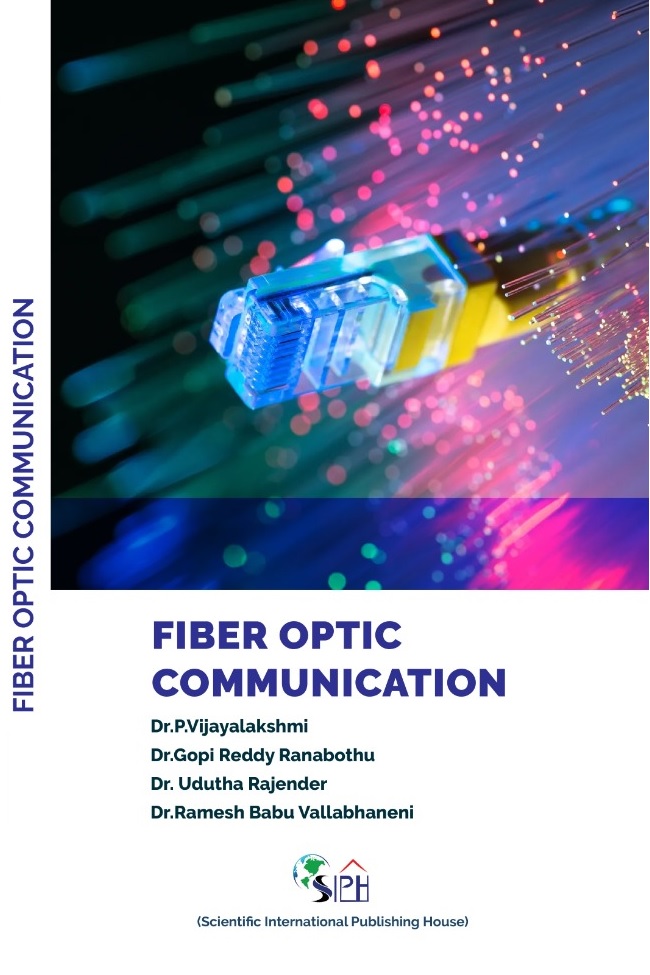 FIBER OPTIC COMMUNICATION
FIBER OPTIC
COMMUNICATION
Dr.P.Vijayalakshmi
Dr.Gopi Reddy Ranabothu
Dr. Udutha Rajender
Dr.Ramesh Babu Vallabhaneni
SIPH
(Scientific International Publishing House)